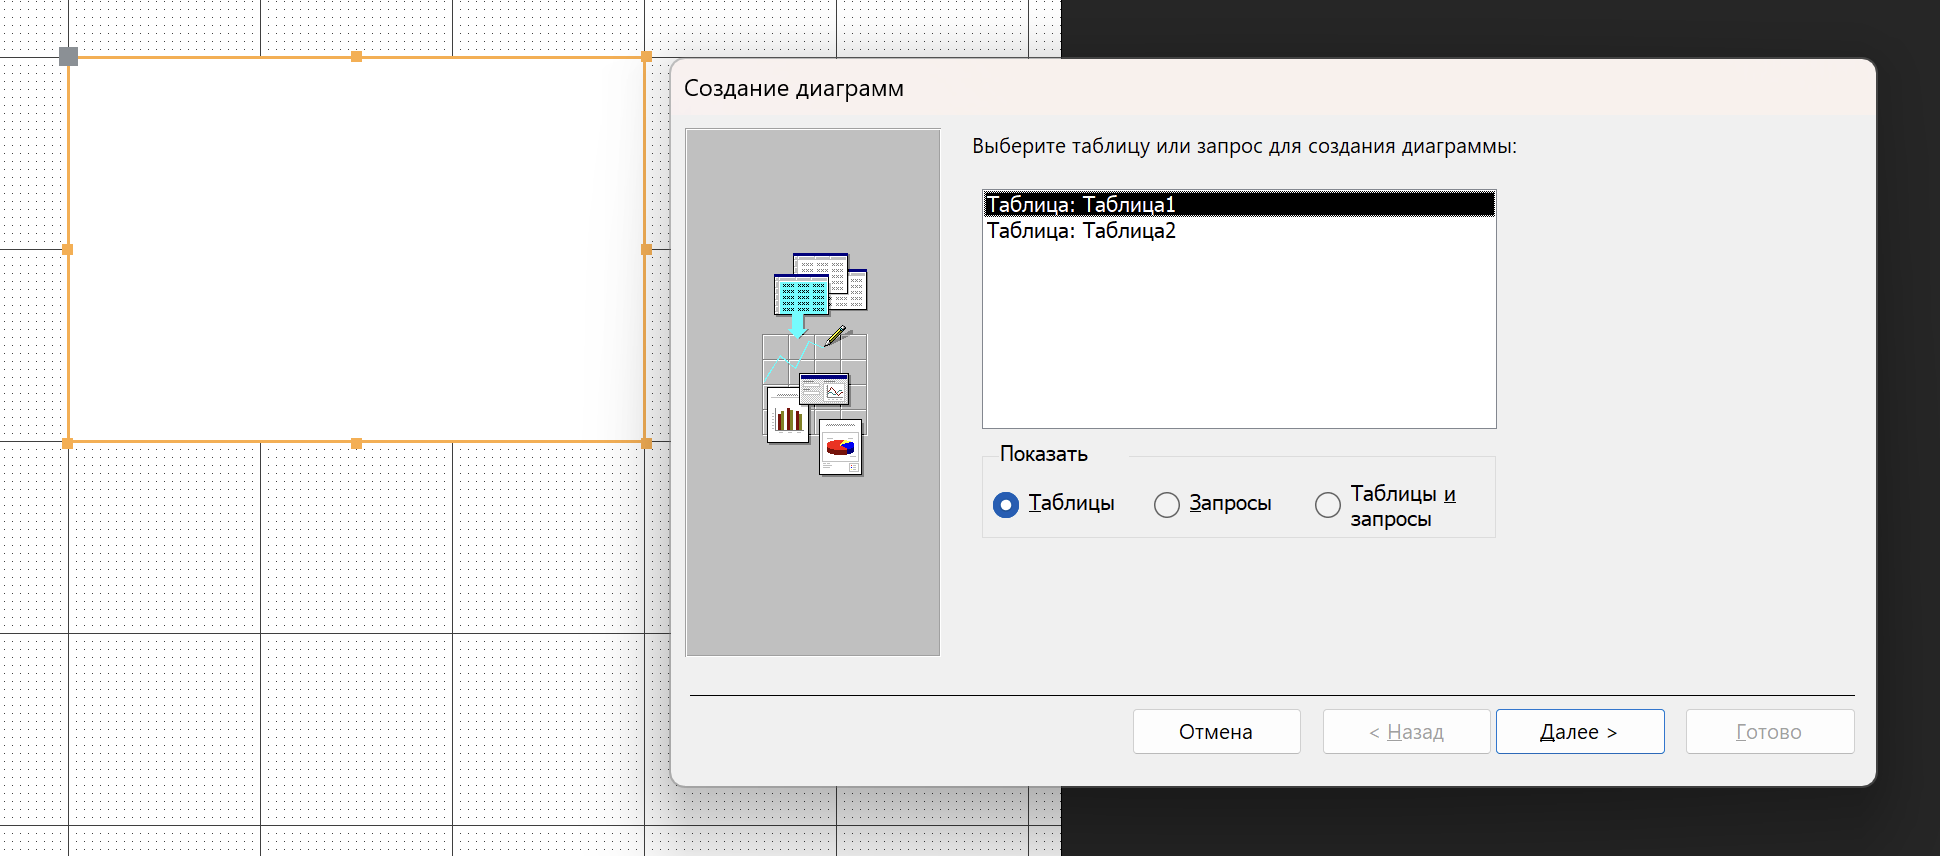 Создание диаграмм
Выберите таблицу или запрос для создания диаграммы:
Таблица: Таблица1
Таблица: Таблица2
Показать
Таблицы
Запросы
Таблицы и
запросы
Отмена
< Назад
Далее >
Готово